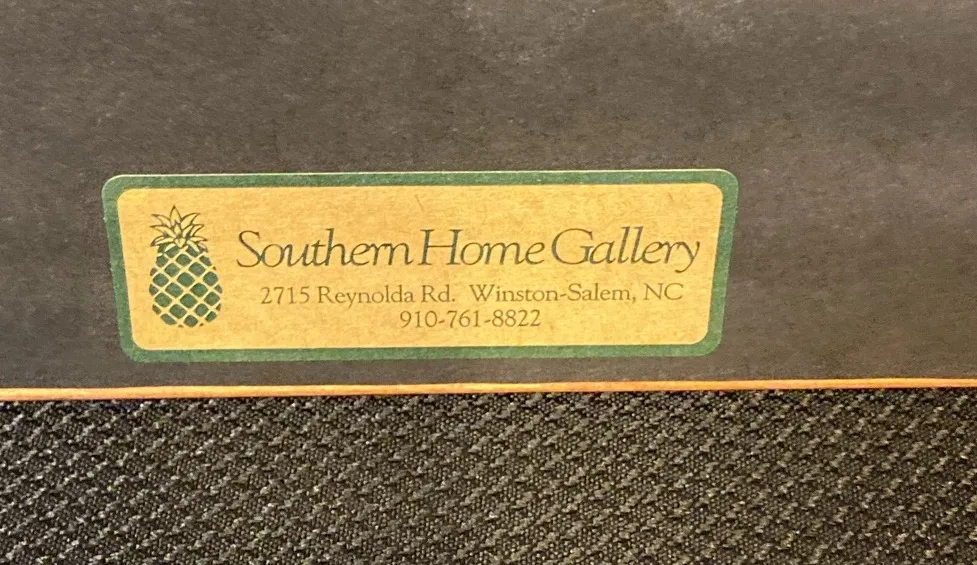 Southern Home Gallery
2715 Reynolda Rd. Winston-Salem, NC
910-761-8822